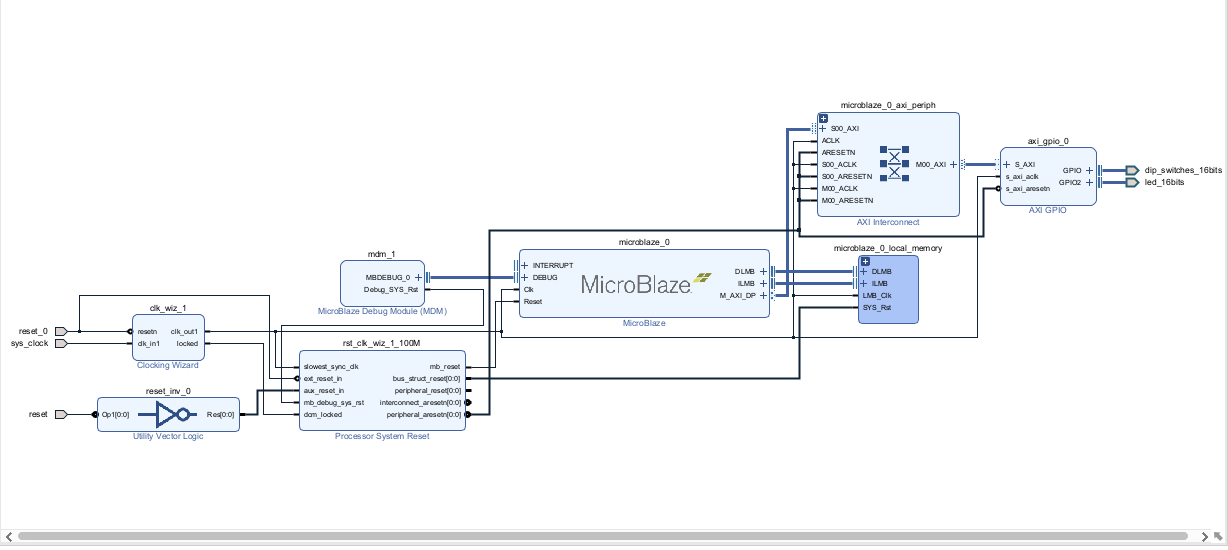 microblaze_0_axi_periph
S00_AXI
ACLK
ARESETN
S00_ACLK
S00_ARESETN
M00_ACLK
M00_ARESETN
M00_AXI
AXI Interconnect
axi_gpio_0
S_AXI
s_axi_aclk
s_axi_aresetn
GPIO
GPIO2
AXI GPIO
dip_switches_16bits
led_16bits
microblaze_0
INTERRUPT
DEBUG
Clk
Reset
MicroBlaze
DLMB
ILMB
M_AXI_DP
MicroBlaze
microblaze_0_local_memory
DLMB
ILMB
LMB_Clk
SYS_Rst
mdm_1
MBDEBUG_0
Debug_SYS_Rst
MicroBlaze Debug Module (MDM)
reset_0
sys_clock
clk_wiz_1
resetn
clk_in1
clk_out1
locked
Clocking Wizard
rst_clk_wiz_1_100M
slowest_sync_clk
ext_reset_in
aux_reset_in
mb_debug_sys_rst
dcm_locked
mb_reset
bus_struct_reset[0:0]
peripheral_reset[0:0]
interconnect_aresetn[0:0]
peripheral_aresetn[0:0]
Processor System Reset
reset
reset_inv_0
Op1[0:0]
Res[0:0]
Utility Vector Logic